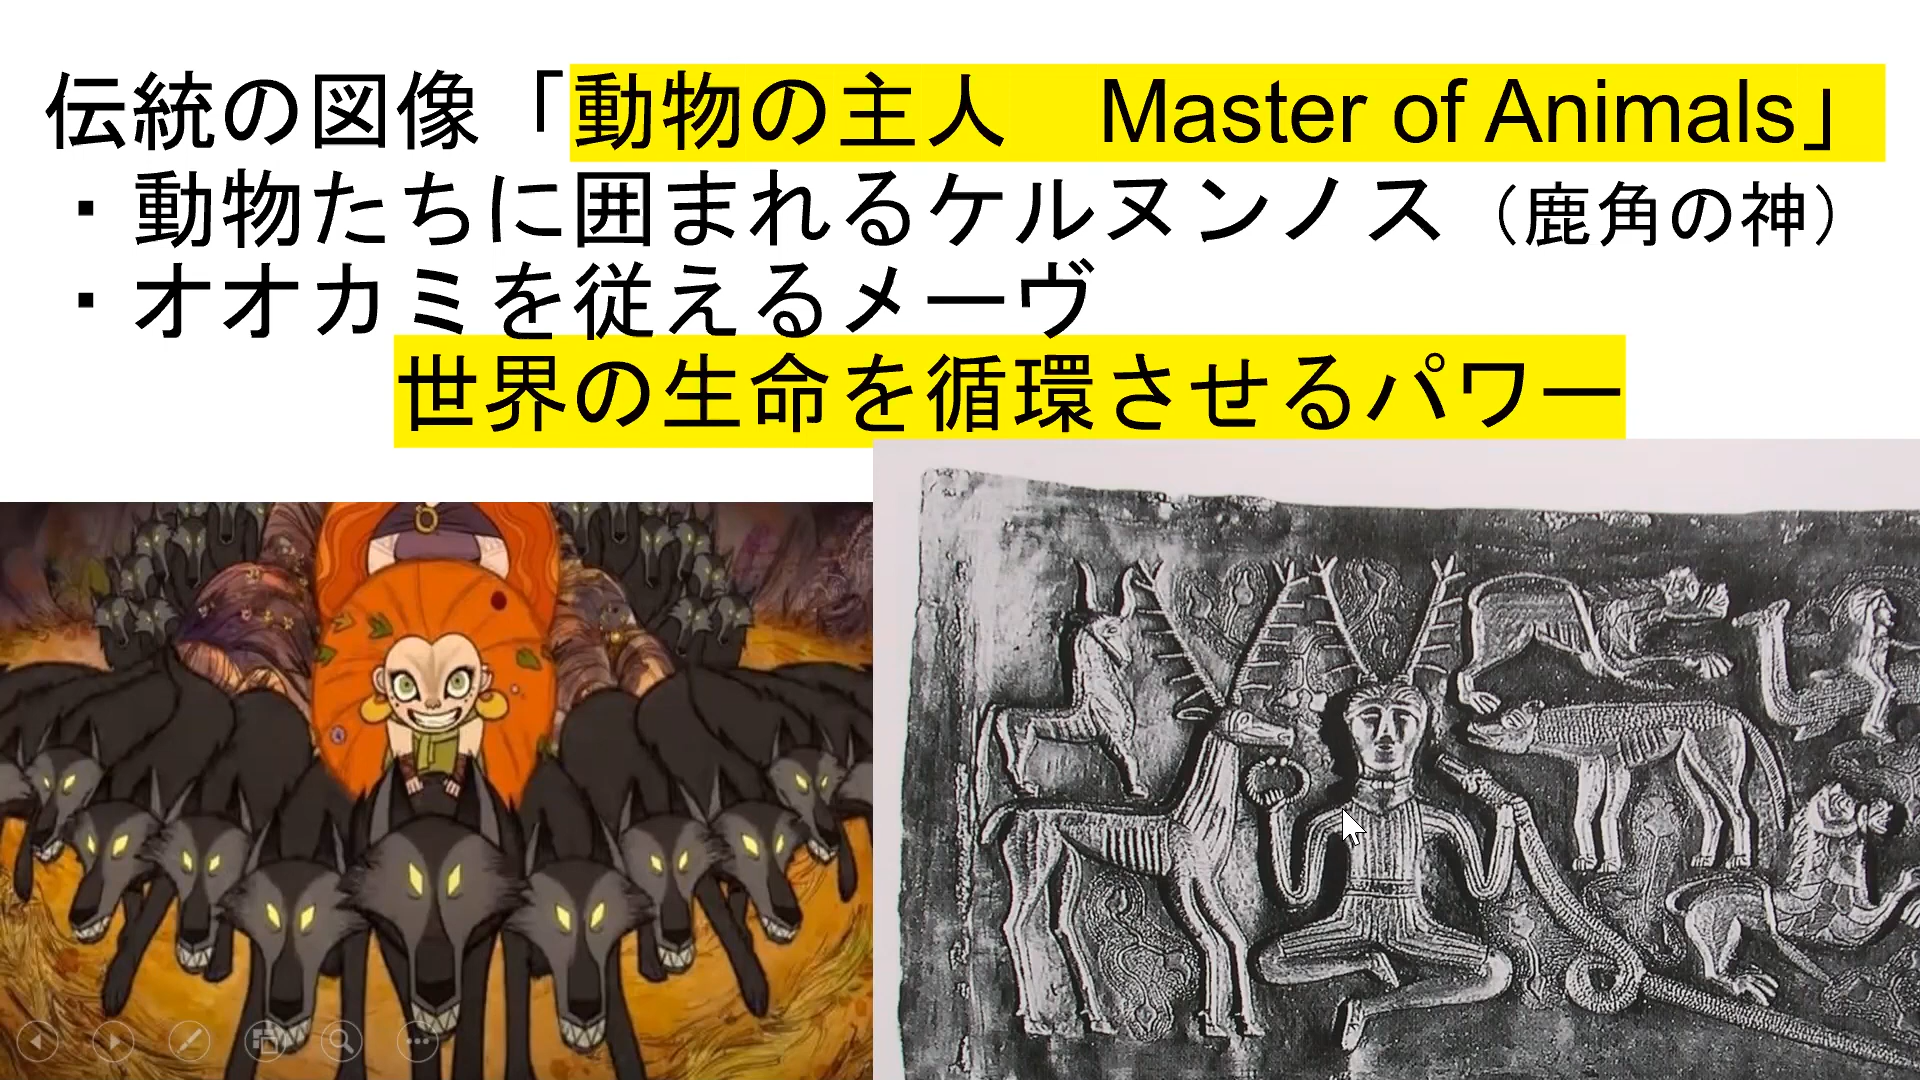 伝統の図像「動物の主人　Master of Animals」
・動物たちに囲まれるケルヌンノス（鹿角の神）
・オオカミを従えるメーヴ
世界の生命を循環させるパワー